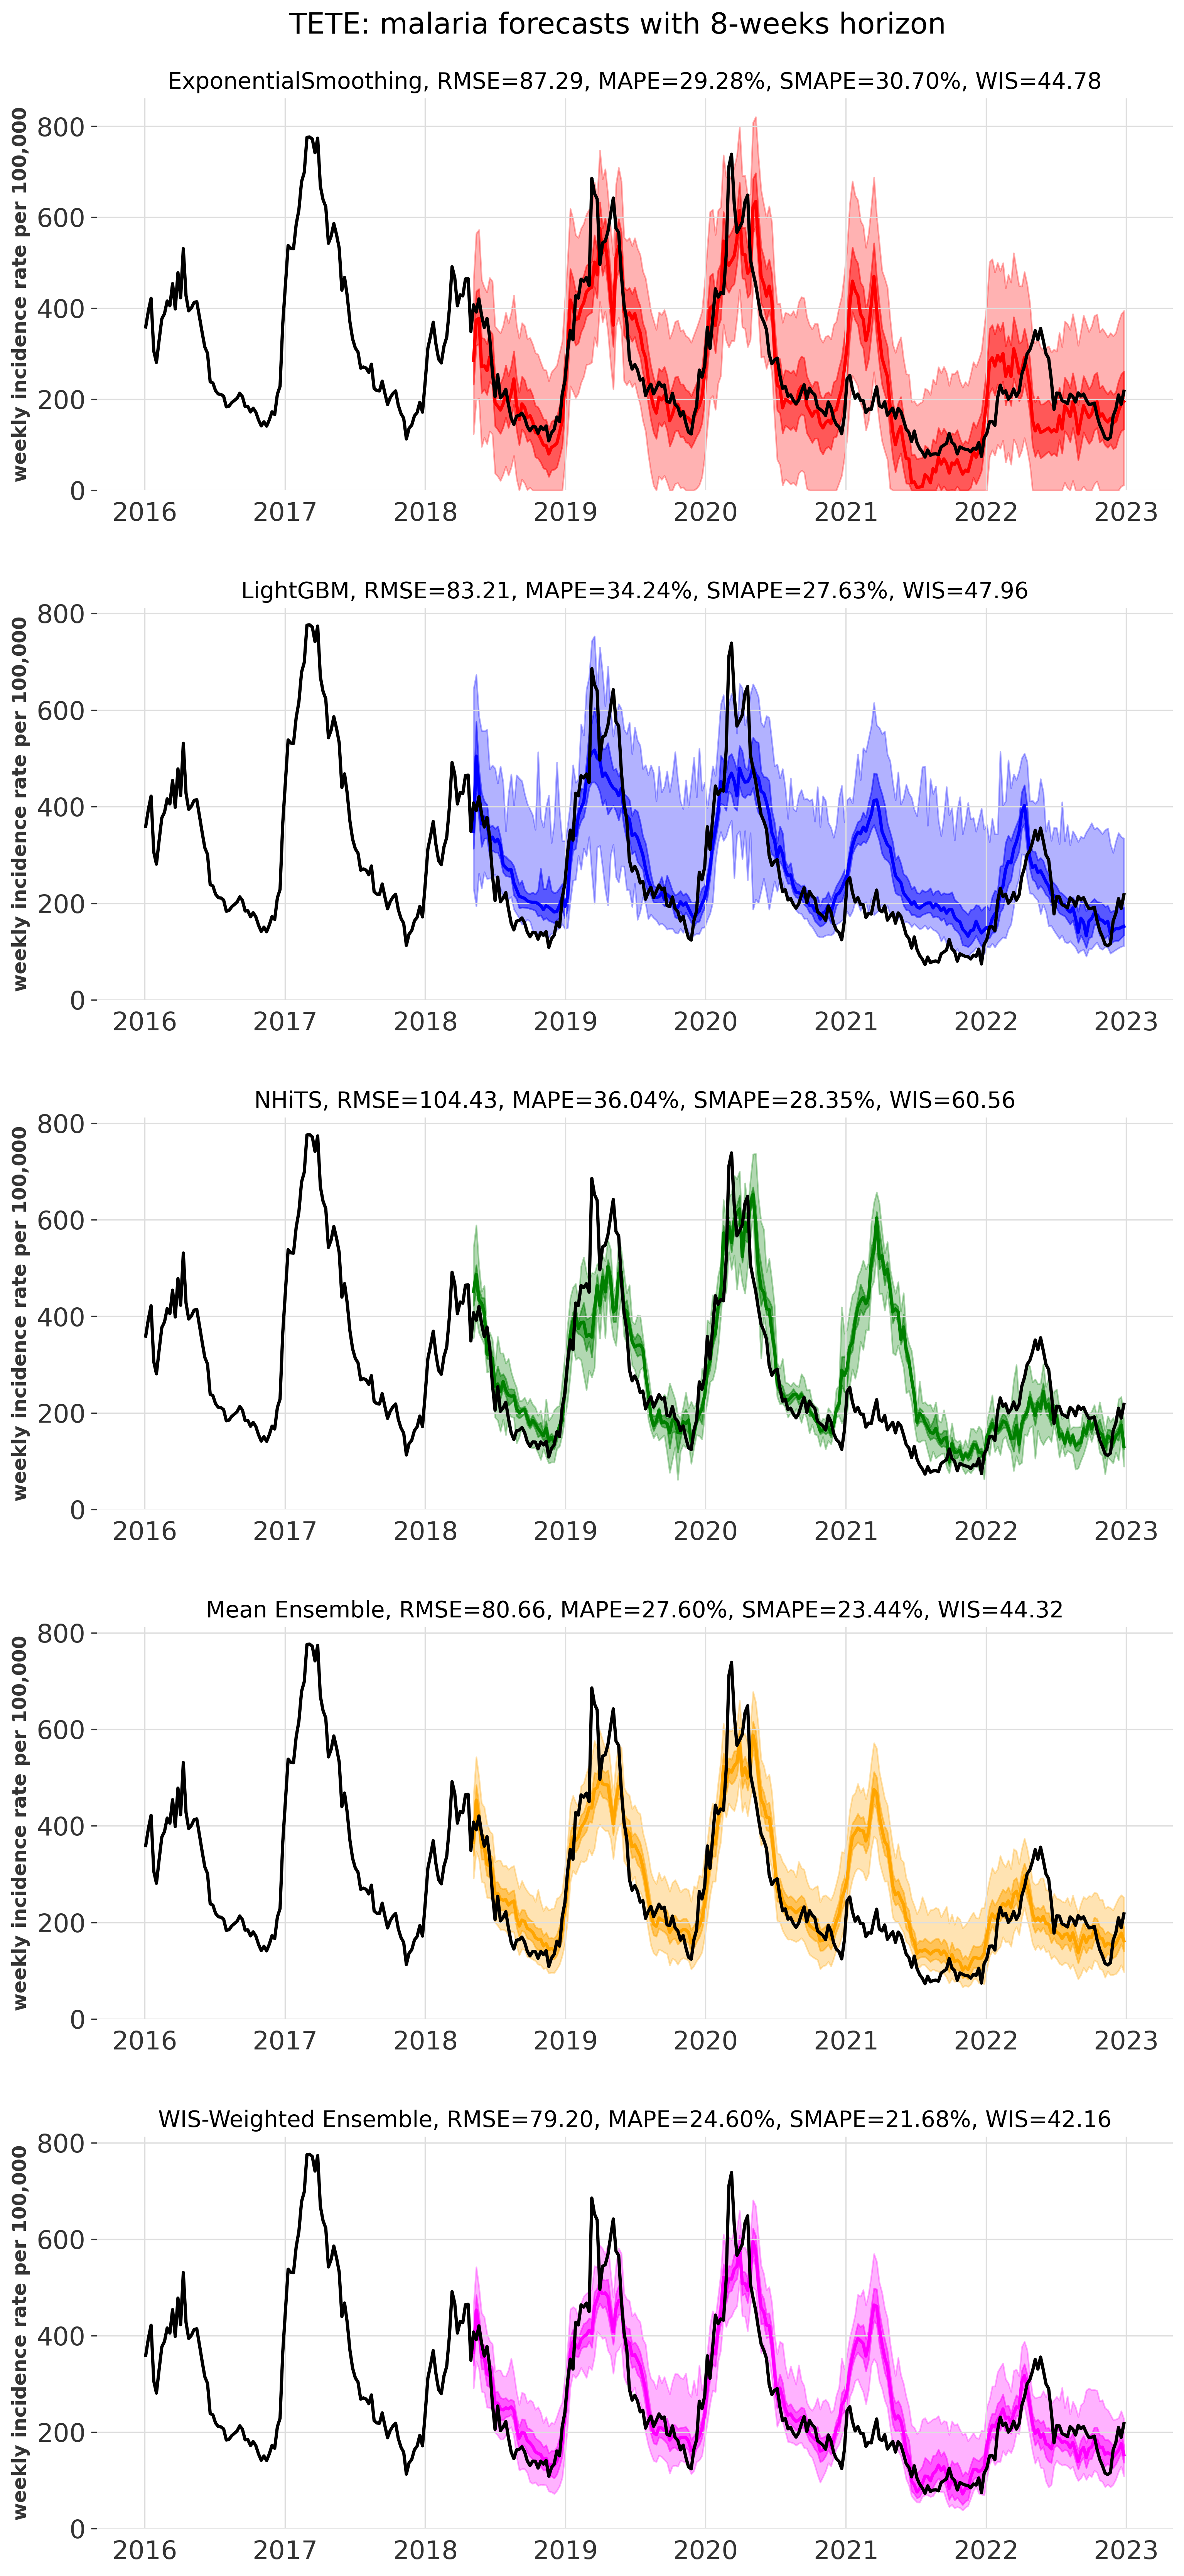 TETE: malaria forecasts with 8-weeks horizon
ExponentialSmoothing, RMSE=87.29, MAPE=29.28%, SMAPE=30.70%, WIS=44.78
weekly incidence rate per 100,000
800
600
400
200
0
2016 2017 2018 2019 2020 2021 2022 2023
LightGBM, RMSE=83.21, MAPE=34.24%, SMAPE=27.63%, WIS=47.96
weekly incidence rate per 100,000
800
600
400
200
0
2016 2017 2018 2019 2020 2021 2022 2023
NHiTS, RMSE=104.43, MAPE=36.04%, SMAPE=28.35%, WIS=60.56
weekly incidence rate per 100,000
800
600
400
200
0
2016 2017 2018 2019 2020 2021 2022 2023
Mean Ensemble, RMSE=80.66, MAPE=27.60%, SMAPE=23.44%, WIS=44.32
weekly incidence rate per 100,000
800
600
400
200
0
2016 2017 2018 2019 2020 2021 2022 2023
WIS-Weighted Ensemble, RMSE=79.20, MAPE=24.60%, SMAPE=21.68%, WIS=42.16
weekly incidence rate per 100,000
800
600
400
200
0
2016 2017 2018 2019 2020 2021 2022 2023